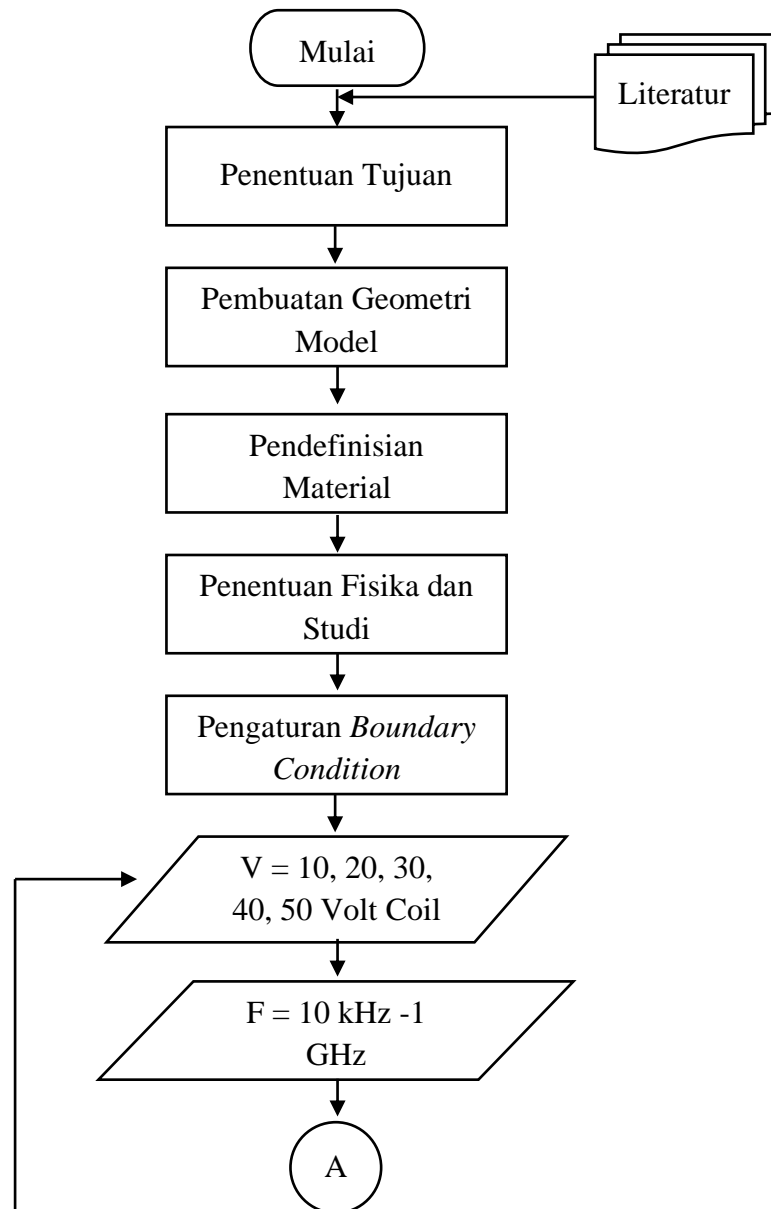 Mulai
Literatur
Penentuan Tujuan
Pembuatan Geometri
Model
Pendefinisian
Material
Penentuan Fisika dan
Studi
Pengaturan Boundary
Condition
V = 10, 20, 30,
40, 50 Volt Coil
F = 10 kHz -1
GHz
A